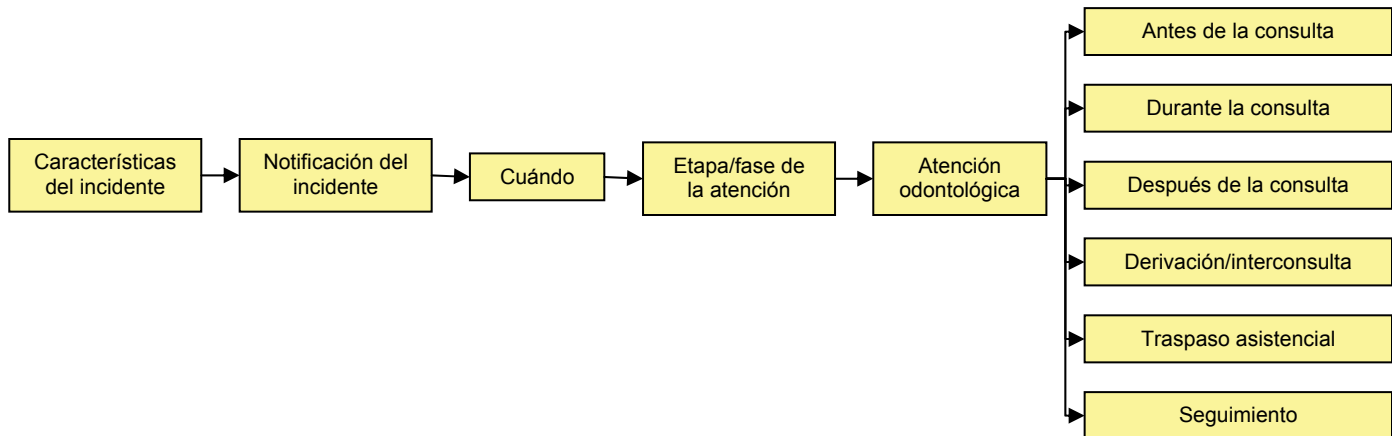 Antes de la consulta
Durante la consulta
Características
del incidente
Notificación del
incidente
Cuándo
Etapa/fase de
la atención
Atención
odontológica
Después de la consulta
Derivación/interconsulta
Traspaso asistencial
Seguimiento